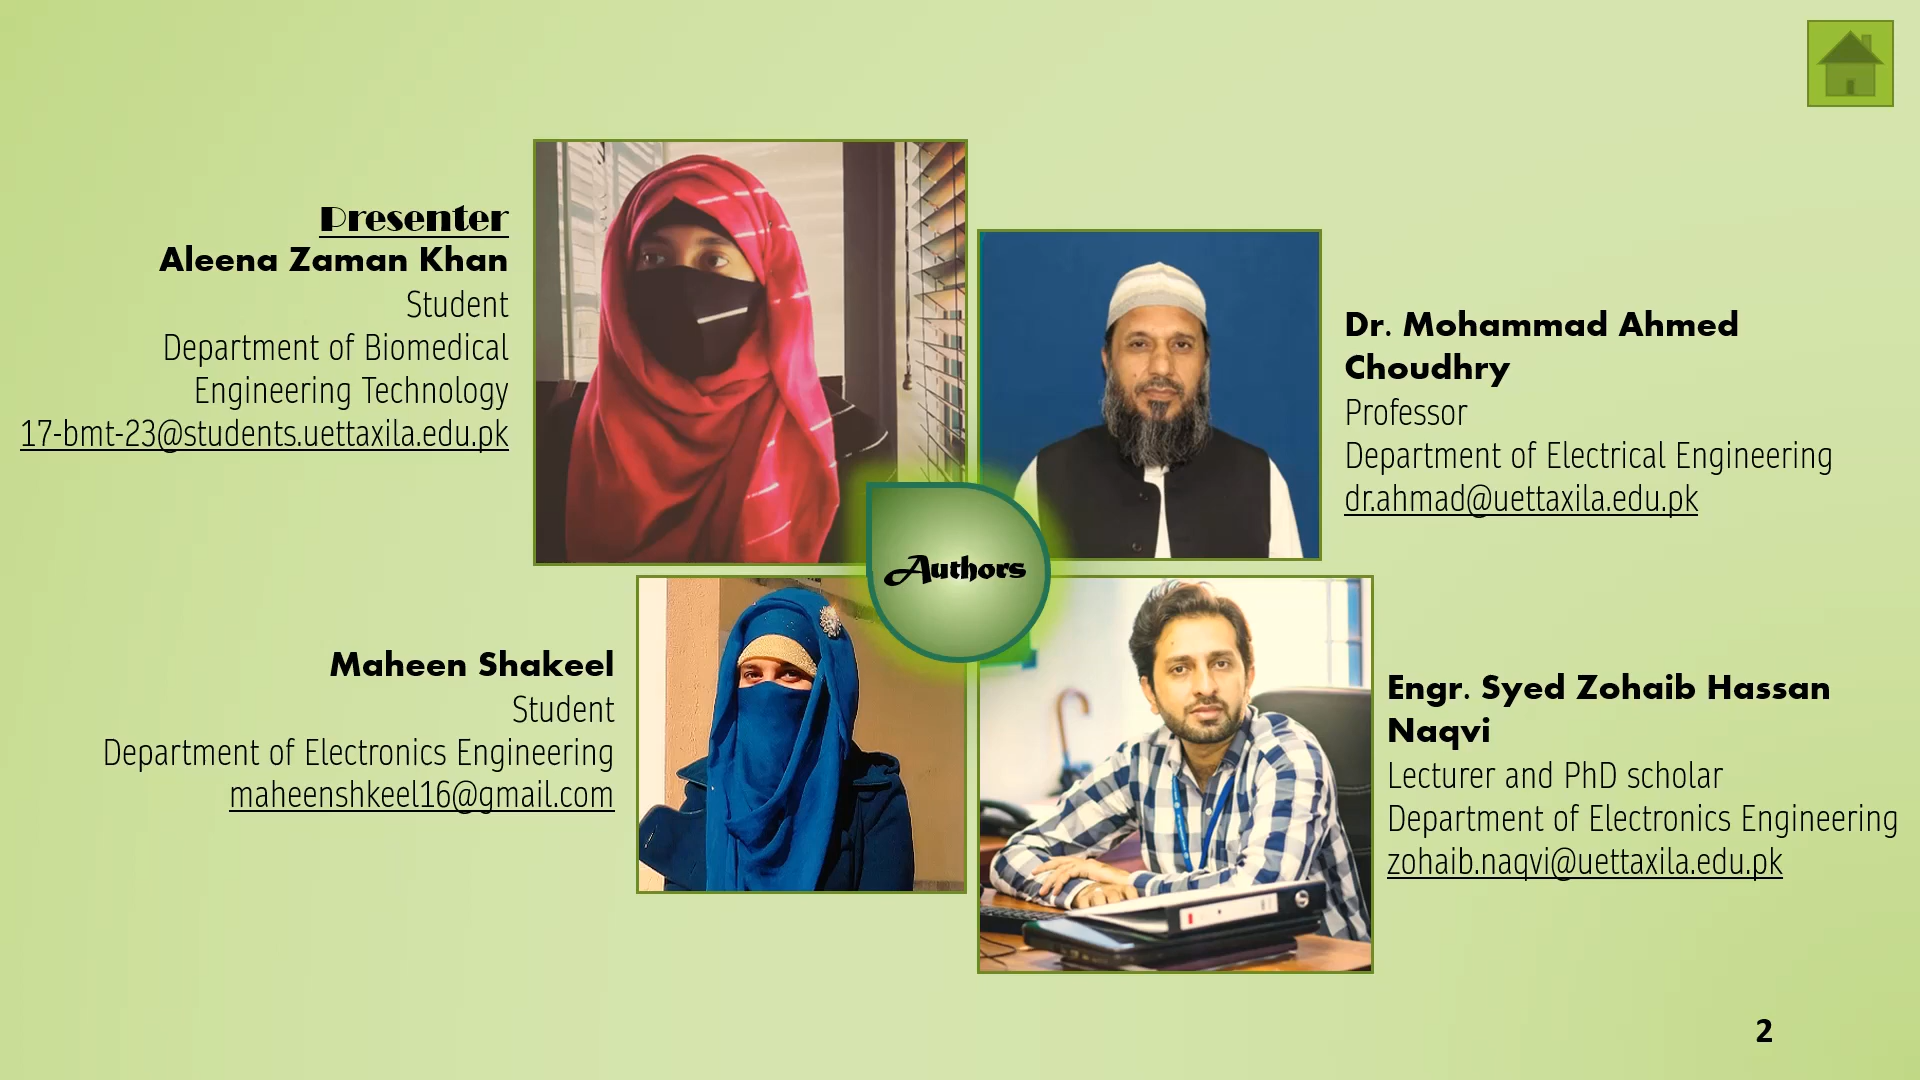 Presenter
Aleena Zaman Khan
Student
Department of Biomedical
Engineering Technology
17-bmt-23@students.uettaxila.edu.pk
Dr. Mohammad Ahmed
Choudhry
Professor
Department of Electrical Engineering
dr.ahmad@uettaxila.edu.pk
Authors
Maheen Shakeel
Student
Department of Electronics Engineering
maheenshkeel16@gmail.com
Engr. Syed Zohaib Hassan
Naqvi
Lecturer and PhD scholar
Department of Electronics Engineering
zohaib.naqvi@uettaxila.edu.pk
2